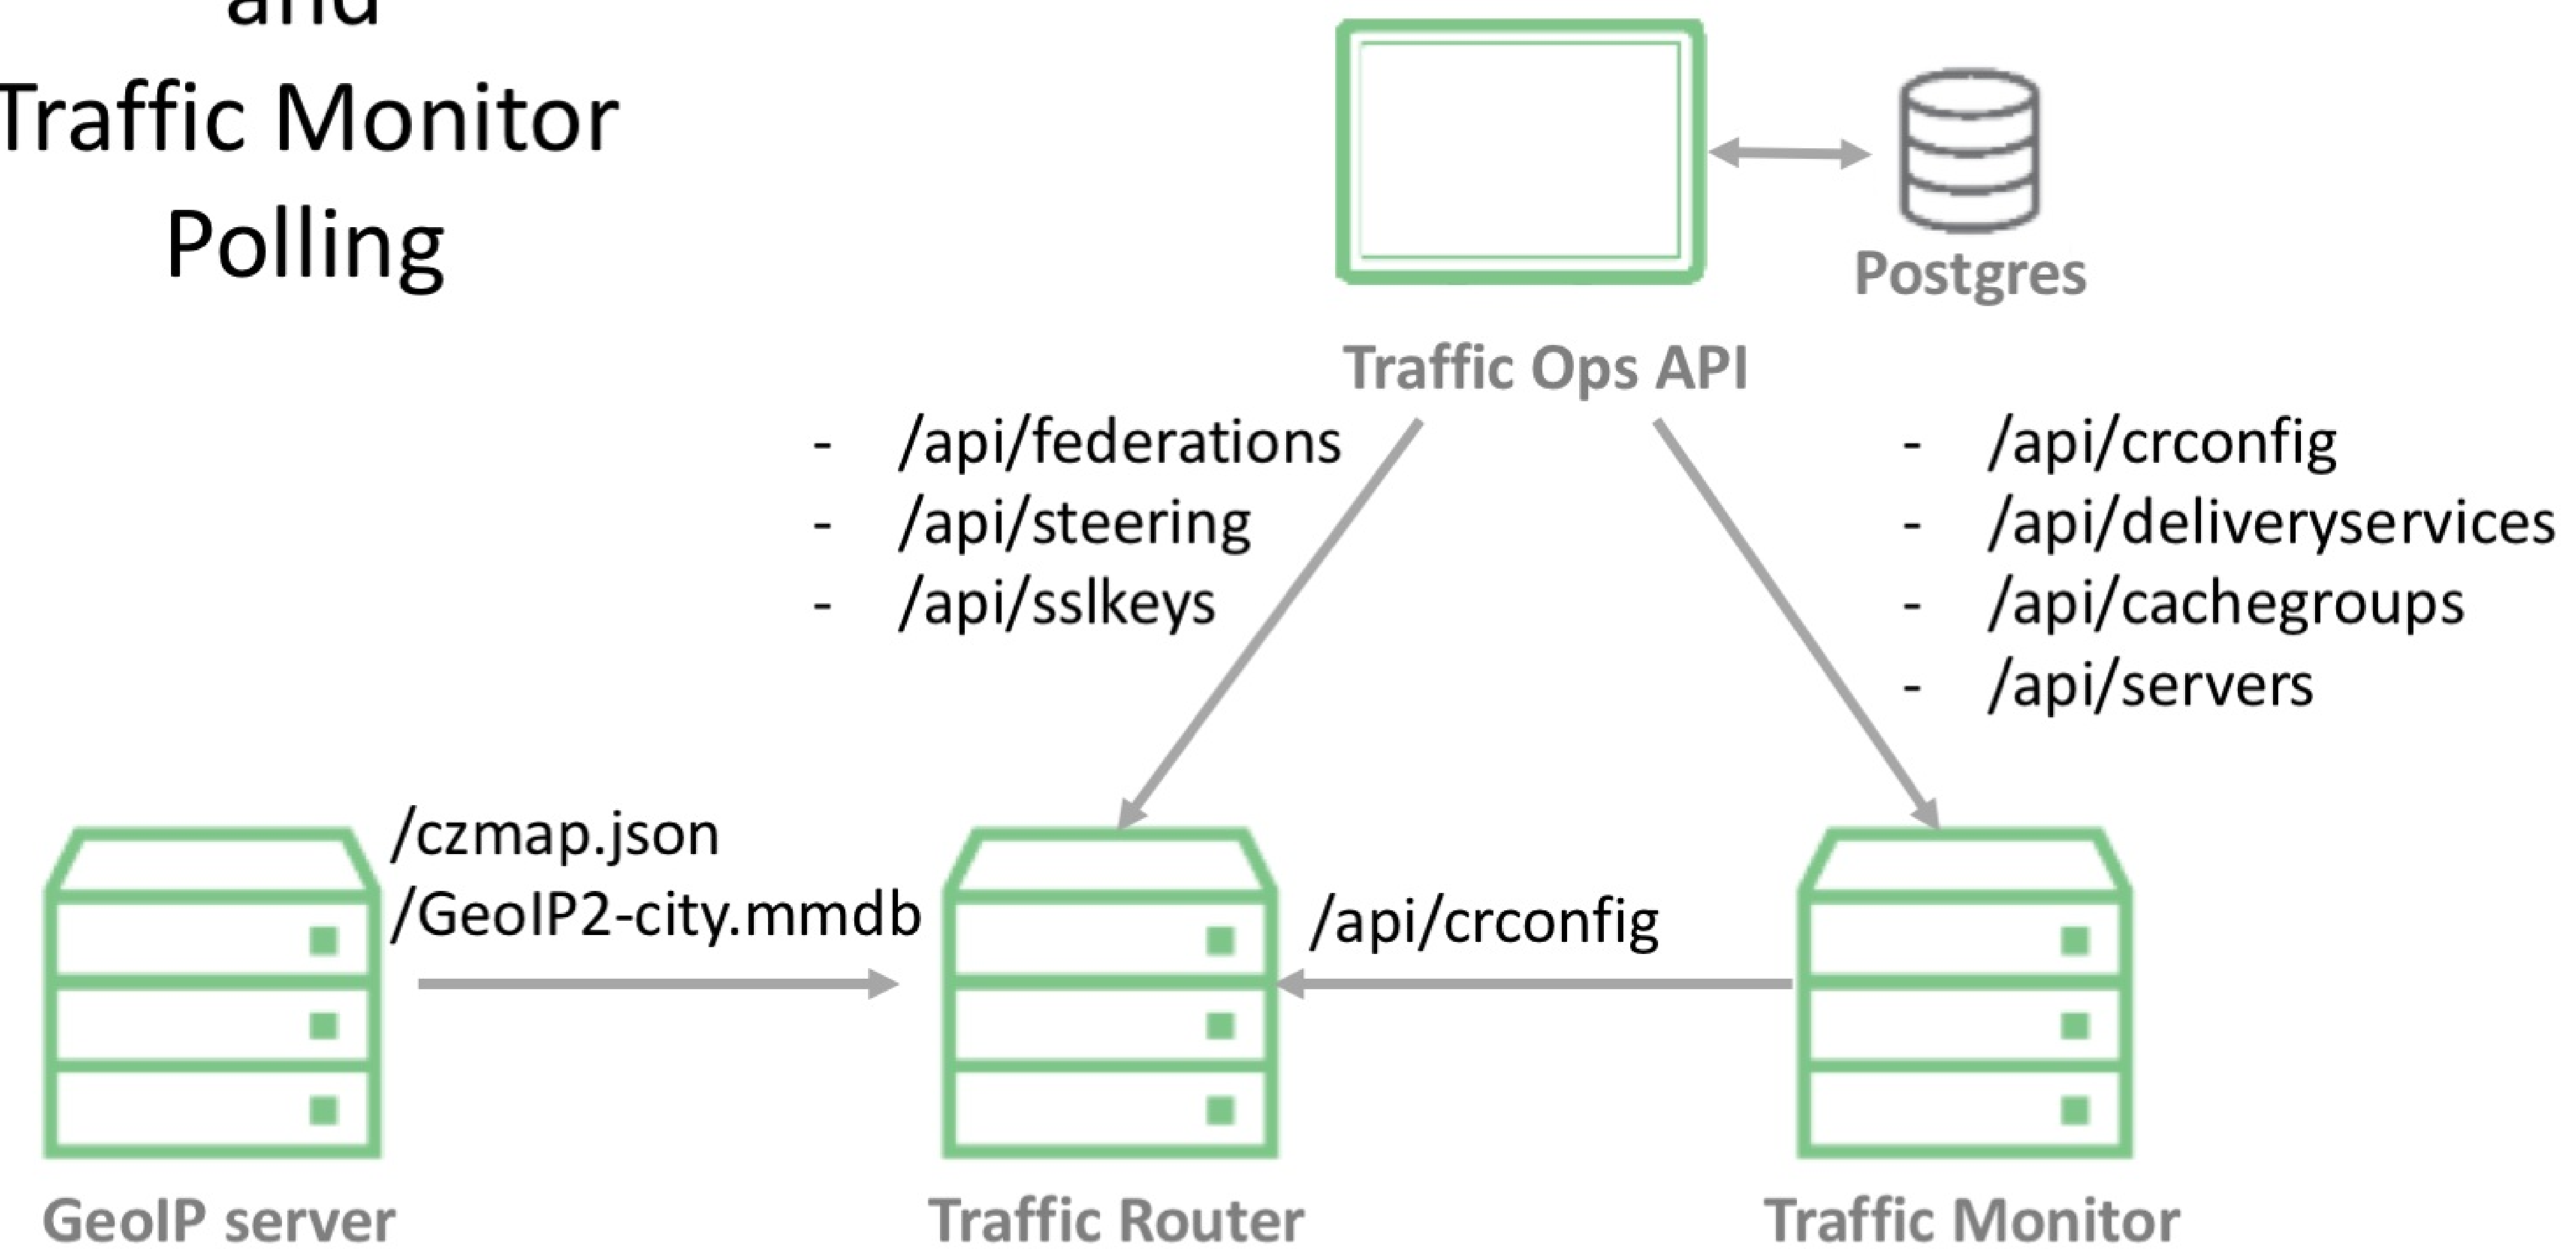 and
Traffic Monitor
Polling
Postgres
Traffic Ops API
- /api/federations
- /api/steering
- /api/sslkeys
- /api/crconfig
- /api/deliveryservices
- /api/cachegroups
- /api/servers
/czmap.json
/GeoIP2-city.mmdb
/api/crconfig
GeoIP server
Traffic Router
Traffic Monitor